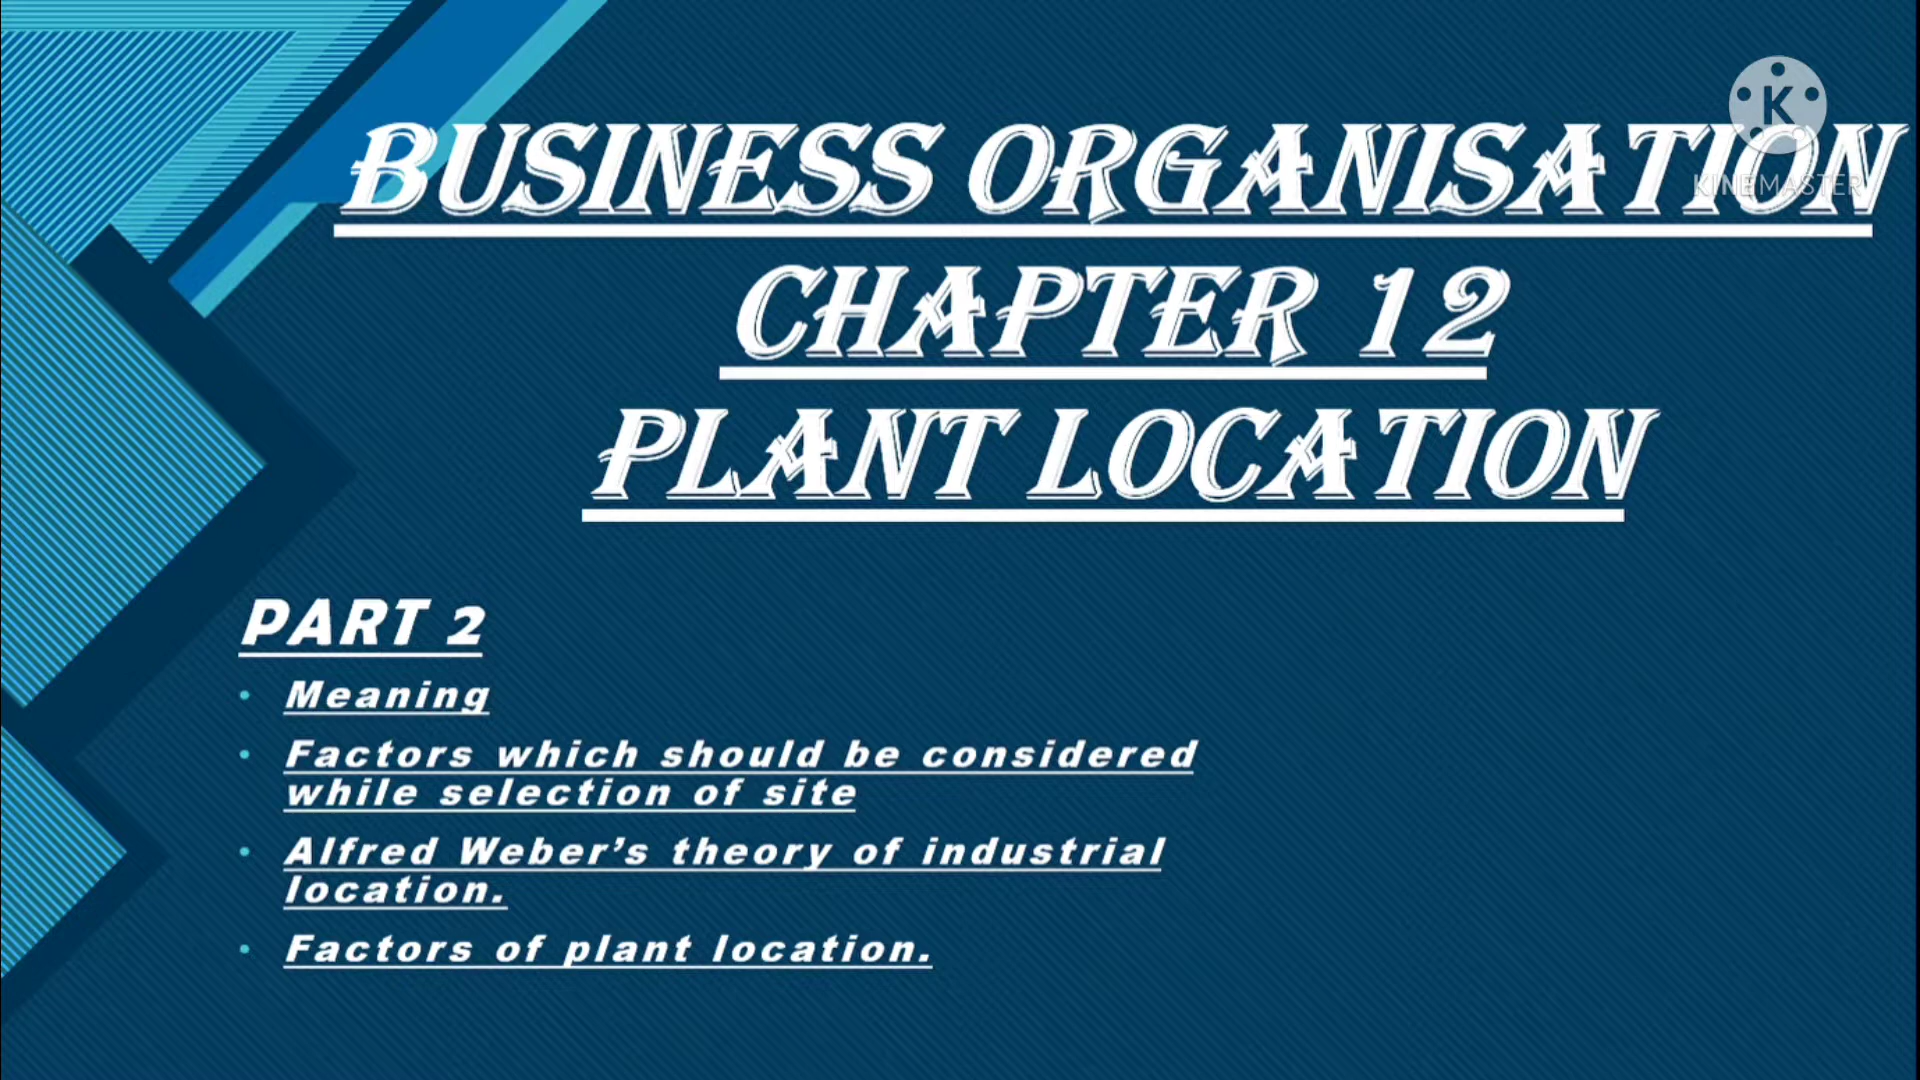 K
KINEMASTER
BUSINESS ORGANISATION
CHAPTER 12
PLANT LOCATION
PART 2
• Meaning
• Factors which should be considered
while selection of site
• Alfred Weber's theory of industrial
location.
• Factors of plant location.